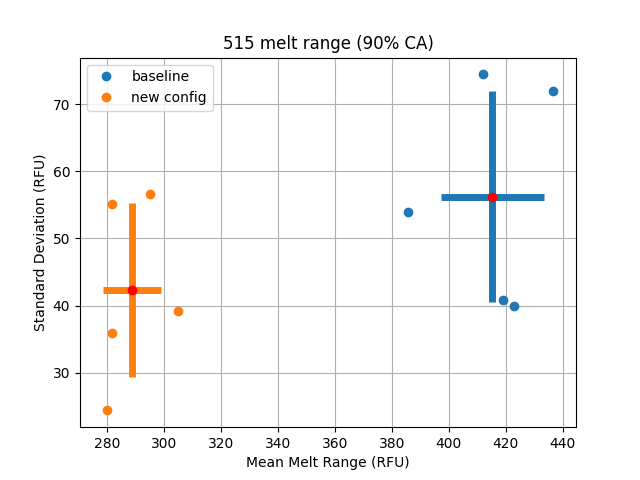 515 melt range (90% CA)
baseline
new config
70
60
50
40
30
Standard Deviation (RFU)
280 300 320 340 360 380 400 420 440
Mean Melt Range (RFU)